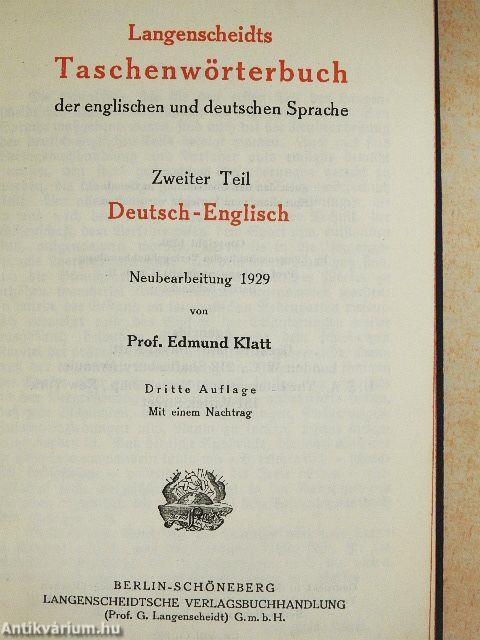 Langenscheidts
Taschenwörterbuch
der englischen und deutschen Sprache
Zweiter Teil
Deutsch-Englisch
Neubearbeitung 1929
von
Prof. Edmund Klatt
Dritte Auflage
Mit einem Nachtrag
BERLIN-SCHÖNEBERG
LANGENSCHEIDTSCHE VERLAGSBUCHHANDLUNG
(Prof. G. Langenscheidt) G.m.b.H.
Antikvárium.hu